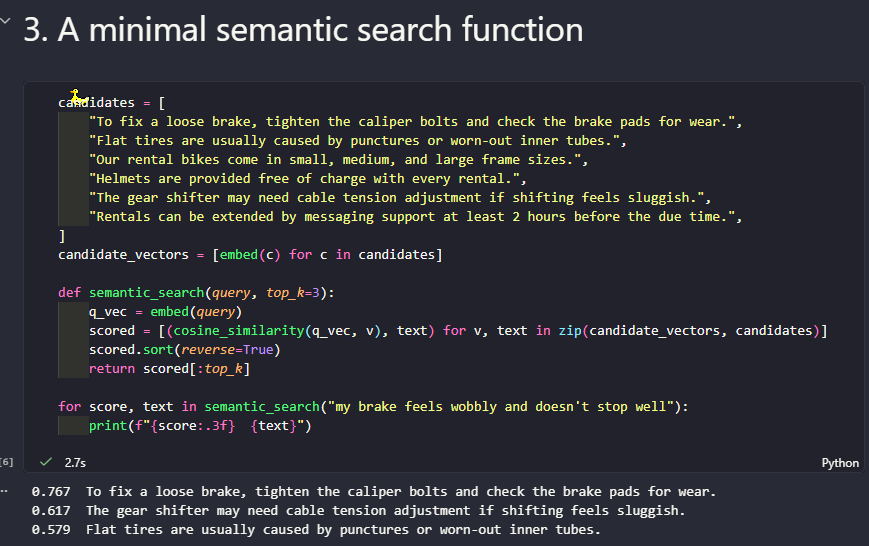 3. A minimal semantic search function
candidates = [
    "To fix a loose brake, tighten the caliper bolts and check the brake pads for wear.",
    "Flat tires are usually caused by punctures or worn-out inner tubes.",
    "Our rental bikes come in small, medium, and large frame sizes.",
    "Helmets are provided free of charge with every rental.",
    "The gear shifter may need cable tension adjustment if shifting feels sluggish.",
    "Rentals can be extended by messaging support at least 2 hours before the due time.",
]
candidate_vectors = [embed(c) for c in candidates]
def semantic_search(query, top_k=3):
    q_vec = embed(query)
    scored = [(cosine_similarity(q_vec, v), text) for v, text in zip(candidate_vectors, candidates)]
    scored.sort(reverse=True)
    return scored[:top_k]
for score, text in semantic_search("my brake feels wobbly and doesn't stop well"):
    print(f"{score:.3f}  {text}")
[6] 2.7s Python
0.767  To fix a loose brake, tighten the caliper bolts and check the brake pads for wear.
0.617  The gear shifter may need cable tension adjustment if shifting feels sluggish.
0.579  Flat tires are usually caused by punctures or worn-out inner tubes.